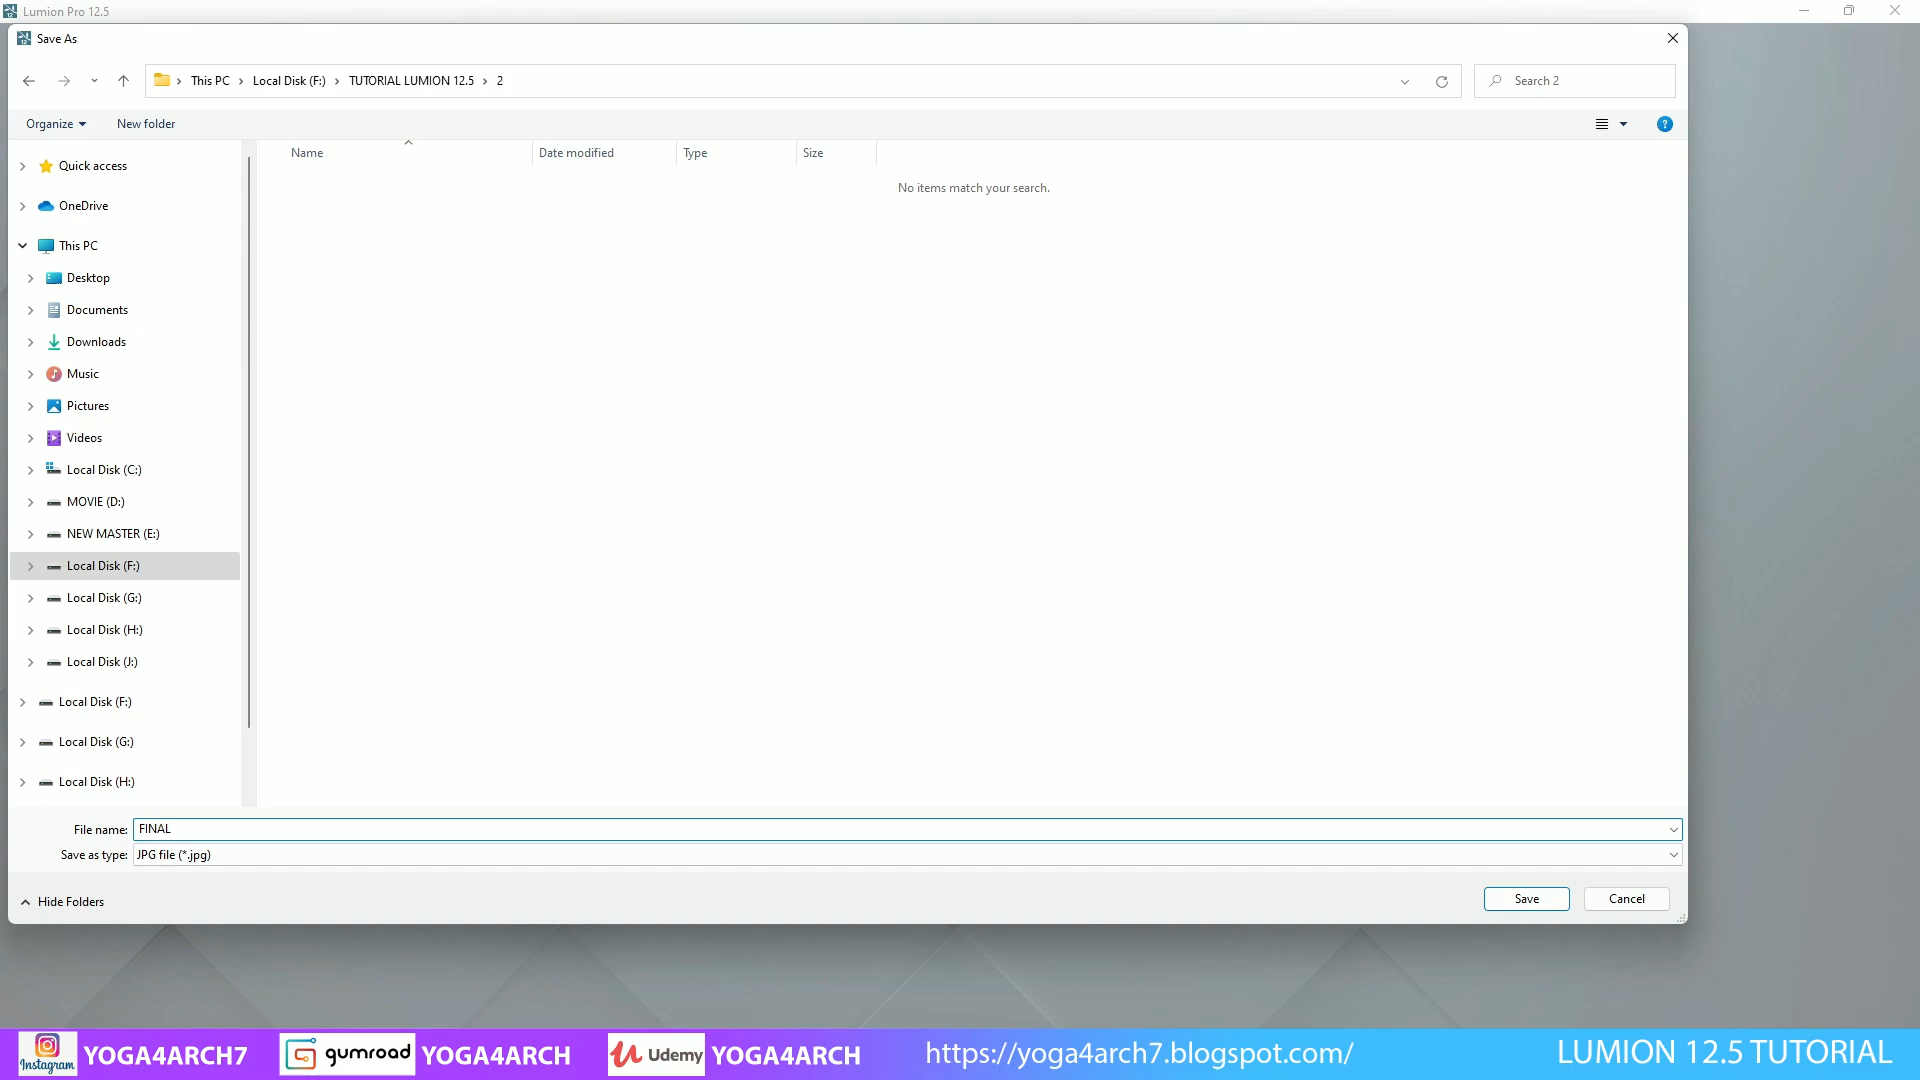 Lumion Pro 12.5
Save As
This PC > Local Disk (F:) > TUTORIAL LUMION 12.5 > 2
Search 2
Organize
New folder
Name
Date modified
Type
Size
No items match your search.
Quick access
OneDrive
This PC
Desktop
Documents
Downloads
Music
Pictures
Videos
Local Disk (C:)
MOVIE (D:)
NEW MASTER (E:)
Local Disk (F:)
Local Disk (G:)
Local Disk (H:)
Local Disk (J:)
Local Disk (F:)
Local Disk (G:)
Local Disk (H:)
File name: FINAL
Save as type: JPG file (*.jpg)
Hide Folders
Save
Cancel
Instagram YOGA4ARCH7
gumroad YOGA4ARCH
Udemy YOGA4ARCH
https://yoga4arch7.blogspot.com/
LUMION 12.5 TUTORIAL